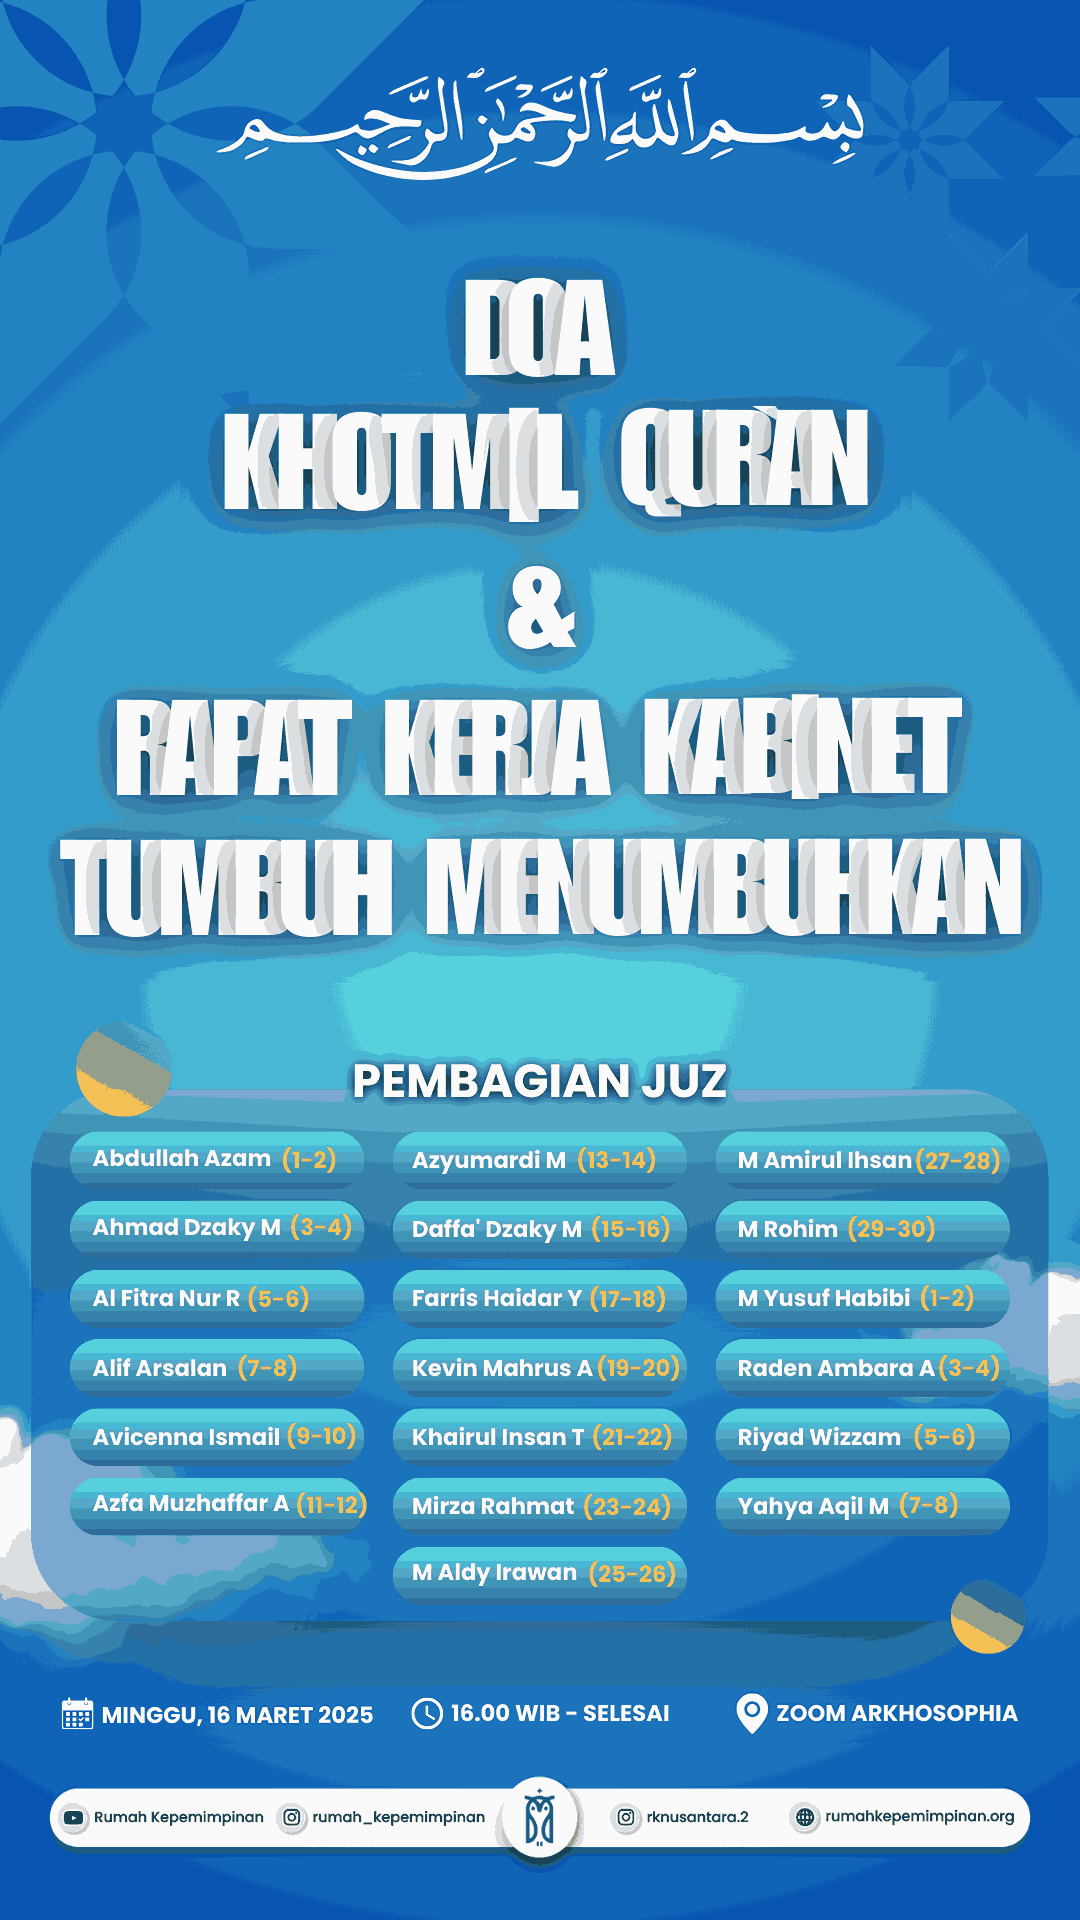 بِسْمِ ٱللَّهِ ٱلرَّحْمَٰنِ ٱلرَّحِيمِ
DOA
KHOTMIL QUR'AN
&
RAPAT KERJA KABINET
TUMBUH MENUMBUHKAN
PEMBAGIAN JUZ
Abdullah Azam (1-2)
Ahmad Dzaky M (3-4)
Al Fitra Nur R (5-6)
Alif Arsalan (7-8)
Avicenna Ismail (9-10)
Azfa Muzhaffar A (11-12)
Azyumardi M (13-14)
Daffa' Dzaky M (15-16)
Farris Haidar Y (17-18)
Kevin Mahrus A (19-20)
Khairul Insan T (21-22)
Mirza Rahmat (23-24)
M Aldy Irawan (25-26)
M Amirul Ihsan (27-28)
M Rohim (29-30)
M Yusuf Habibi (1-2)
Raden Ambara A (3-4)
Riyad Wizzam (5-6)
Yahya Aqil M (7-8)
MINGGU, 16 MARET 2025
16.00 WIB - SELESAI
ZOOM ARKHOSOPHIA
Rumah Kepemimpinan
rumah_kepemimpinan
rknusantara.2
rumahkepemimpinan.org